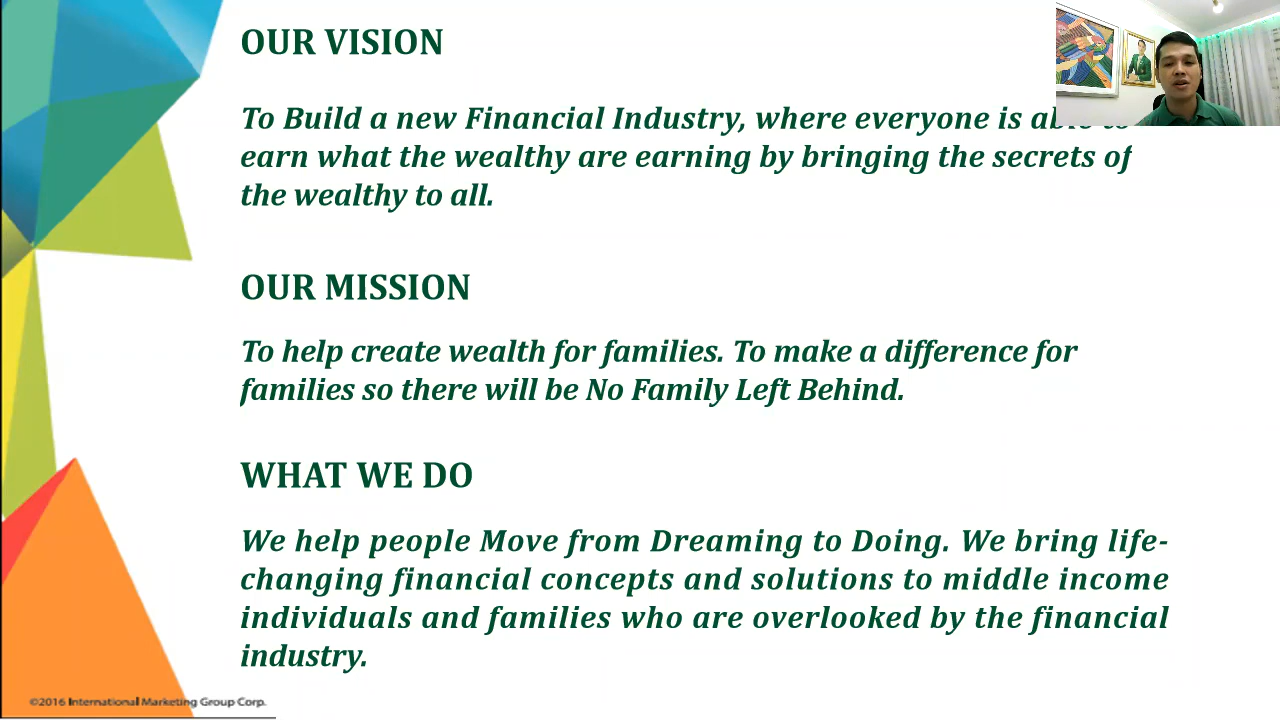 OUR VISION
To Build a new Financial Industry, where everyone is able to
earn what the wealthy are earning by bringing the secrets of
the wealthy to all.
OUR MISSION
To help create wealth for families. To make a difference for
families so there will be No Family Left Behind.
WHAT WE DO
We help people Move from Dreaming to Doing. We bring life-
changing financial concepts and solutions to middle income
individuals and families who are overlooked by the financial
industry.
©2016 International Marketing Group Corp.